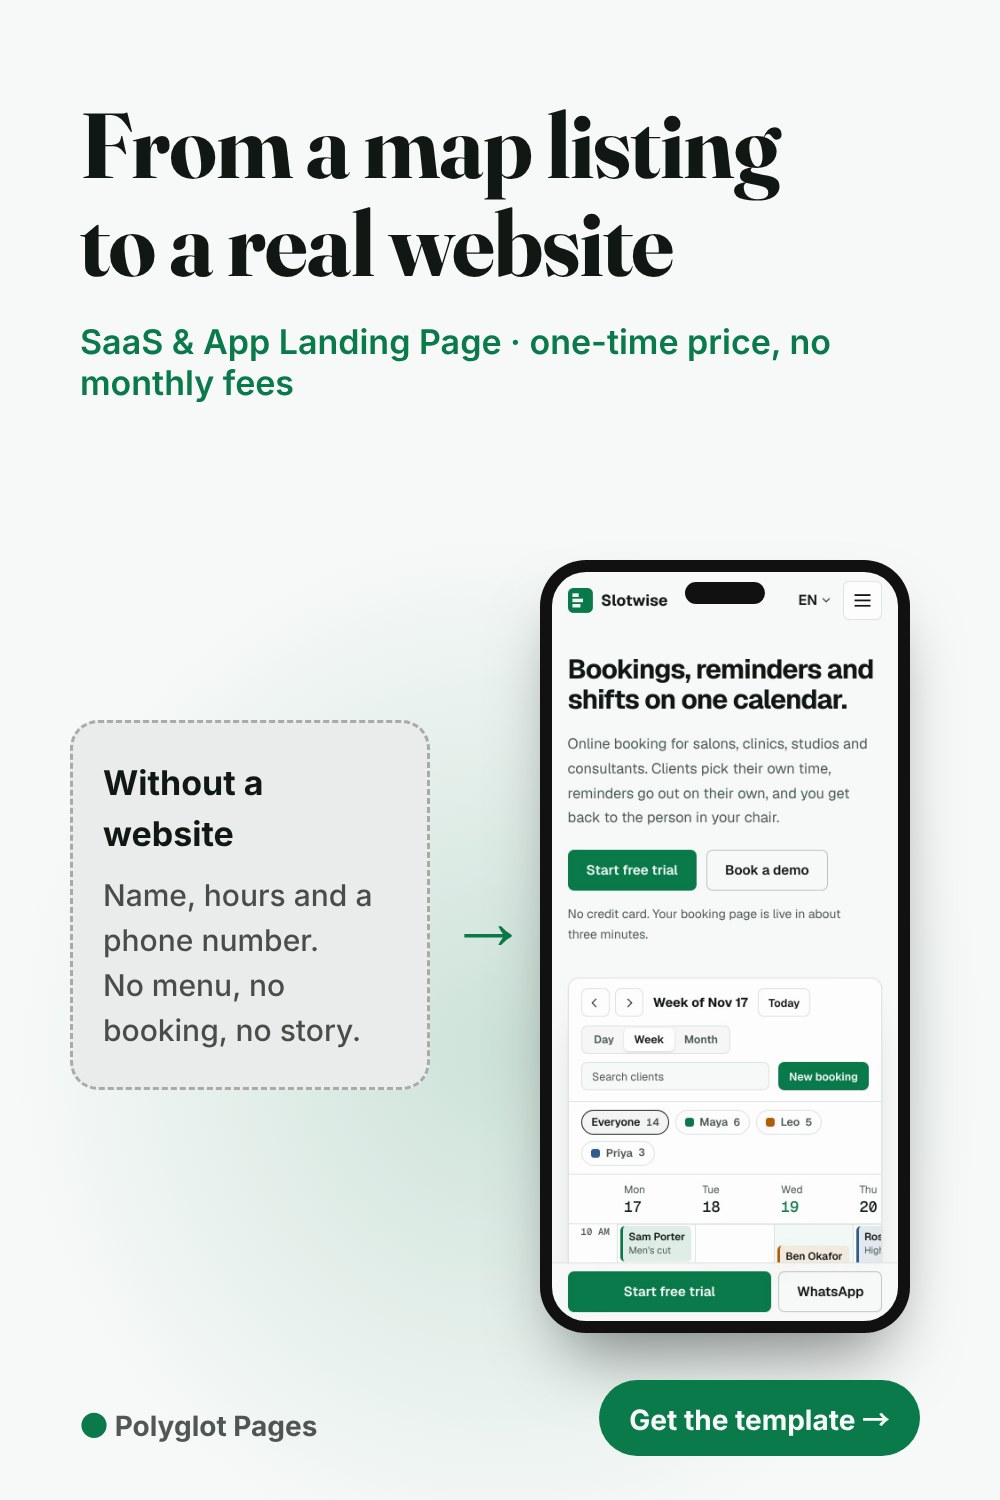 From a map listing
to a real website
SaaS & App Landing Page · one-time price, no
monthly fees
Without a
website
Name, hours and a
phone number.
No menu, no
booking, no story.
→
Slotwise
EN
Bookings, reminders and
shifts on one calendar.
Online booking for salons, clinics, studios and
consultants. Clients pick their own time,
reminders go out on their own, and you get
back to the person in your chair.
Start free trial
Book a demo
No credit card. Your booking page is live in about
three minutes.
Week of Nov 17
Today
Day Week Month
Search clients
New booking
Everyone 14
Maya 6
Leo 5
Priya 3
Mon Tue Wed Thu
17 18 19 20
10 AM
Sam Porter
Men's cut
Ben Okafor
Start free trial
WhatsApp
Polyglot Pages
Get the template →